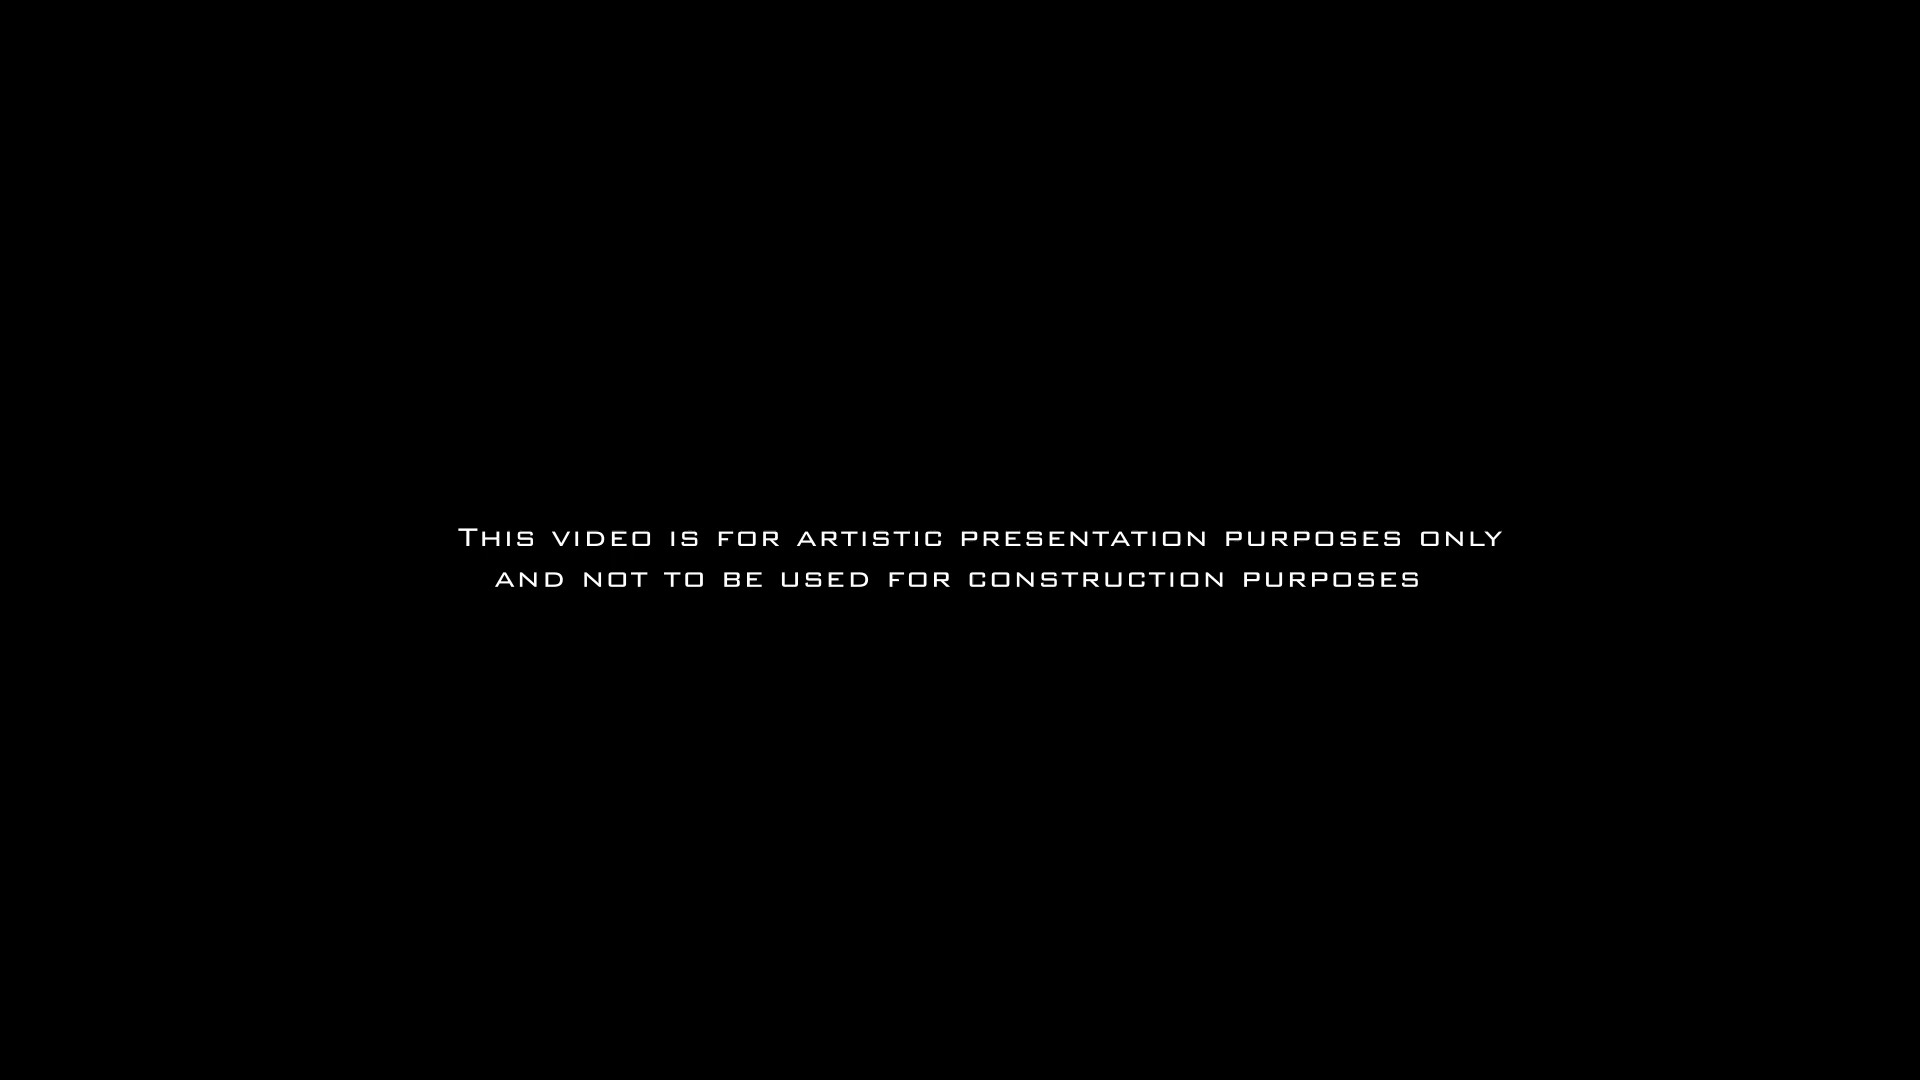 This video is for artistic presentation purposes only
and not to be used for construction purposes